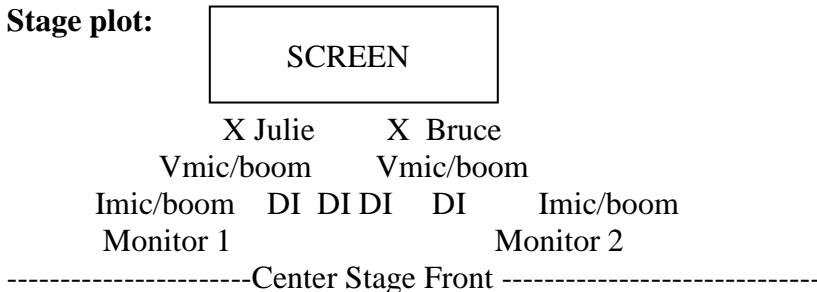 Stage plot:
SCREEN
X Julie X Bruce
Vmic/boom Vmic/boom
Imic/boom DI DI DI DI Imic/boom
Monitor 1 Monitor 2
-----------------------Center Stage Front ------------------------------